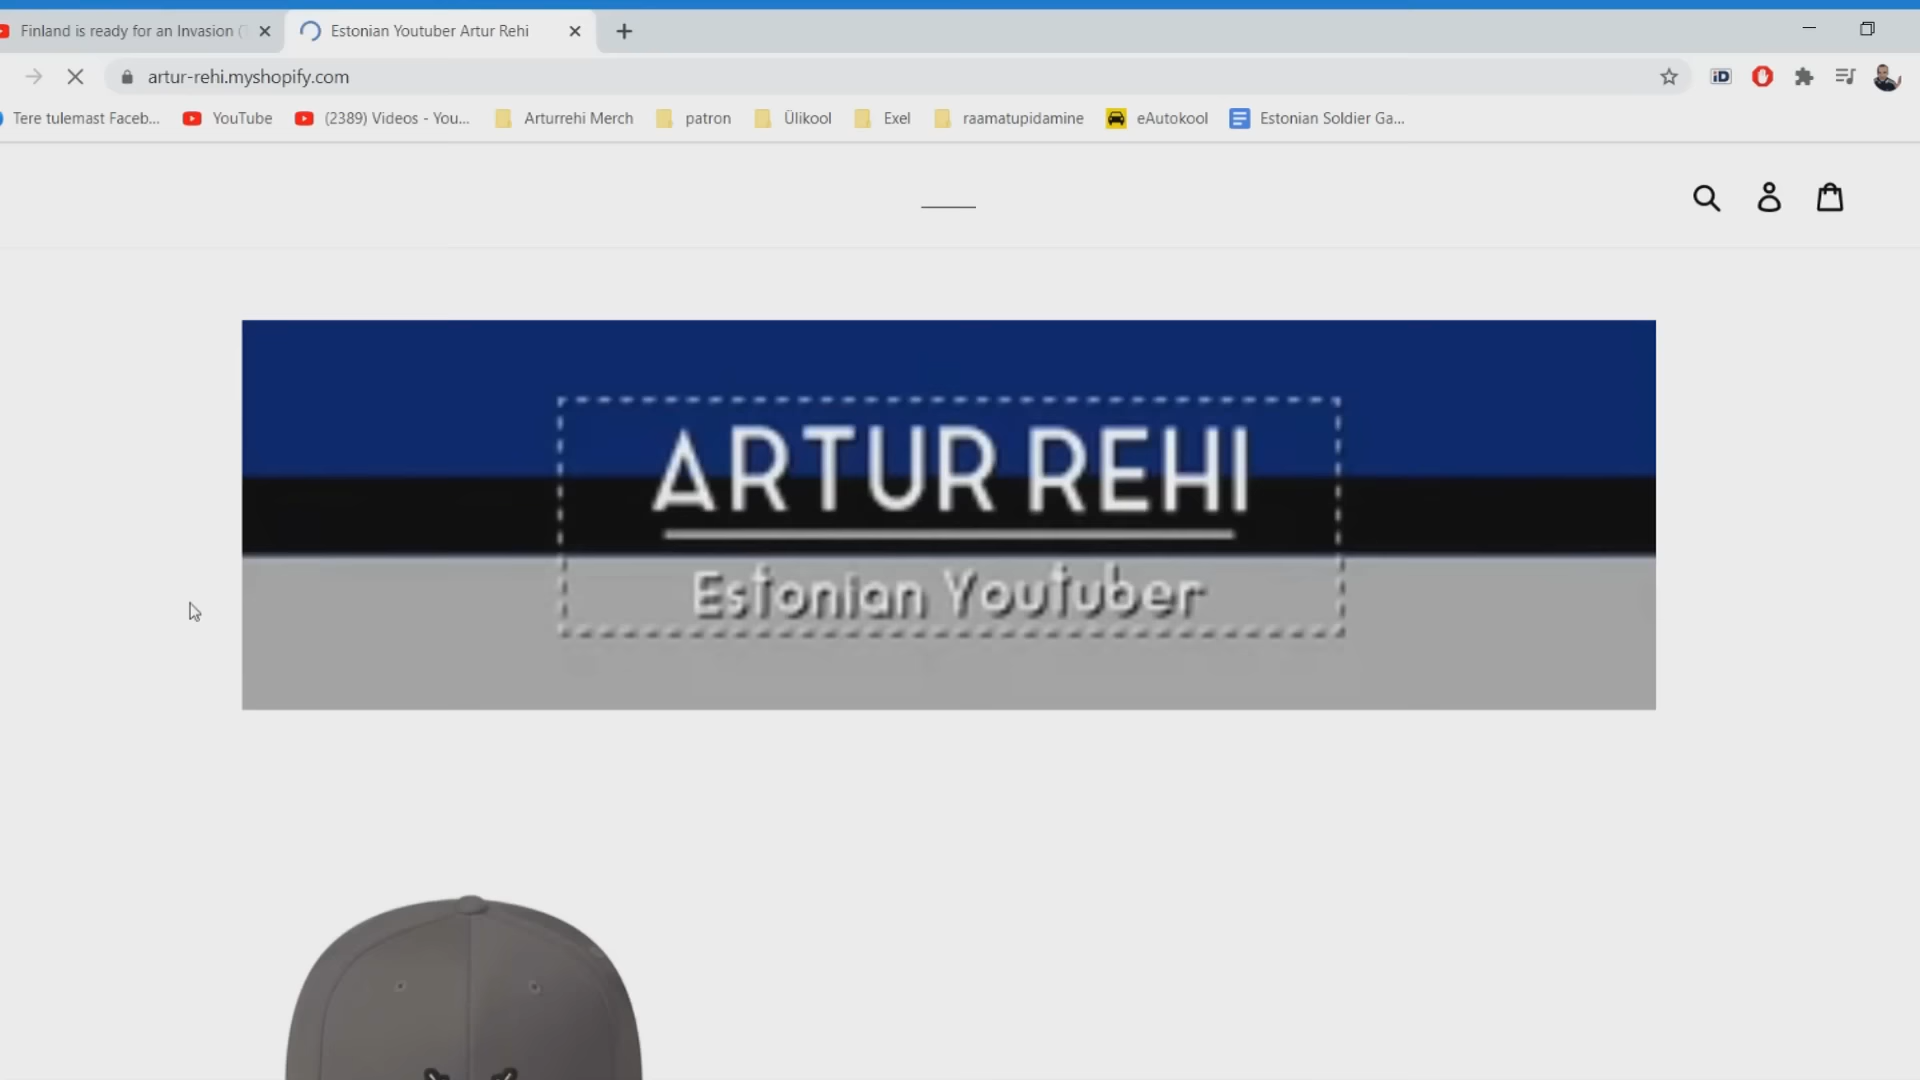 Finland is ready for an Invasion (
Estonian Youtuber Artur Rehi
artur-rehi.myshopify.com
iD
Tere tulemast Faceb...
YouTube
(2389) Videos - You...
Arturrehi Merch
patron
Ülikool
Exel
raamatupidamine
eAutokool
Estonian Soldier Ga...
ARTUR REHI
Estonian Youtuber